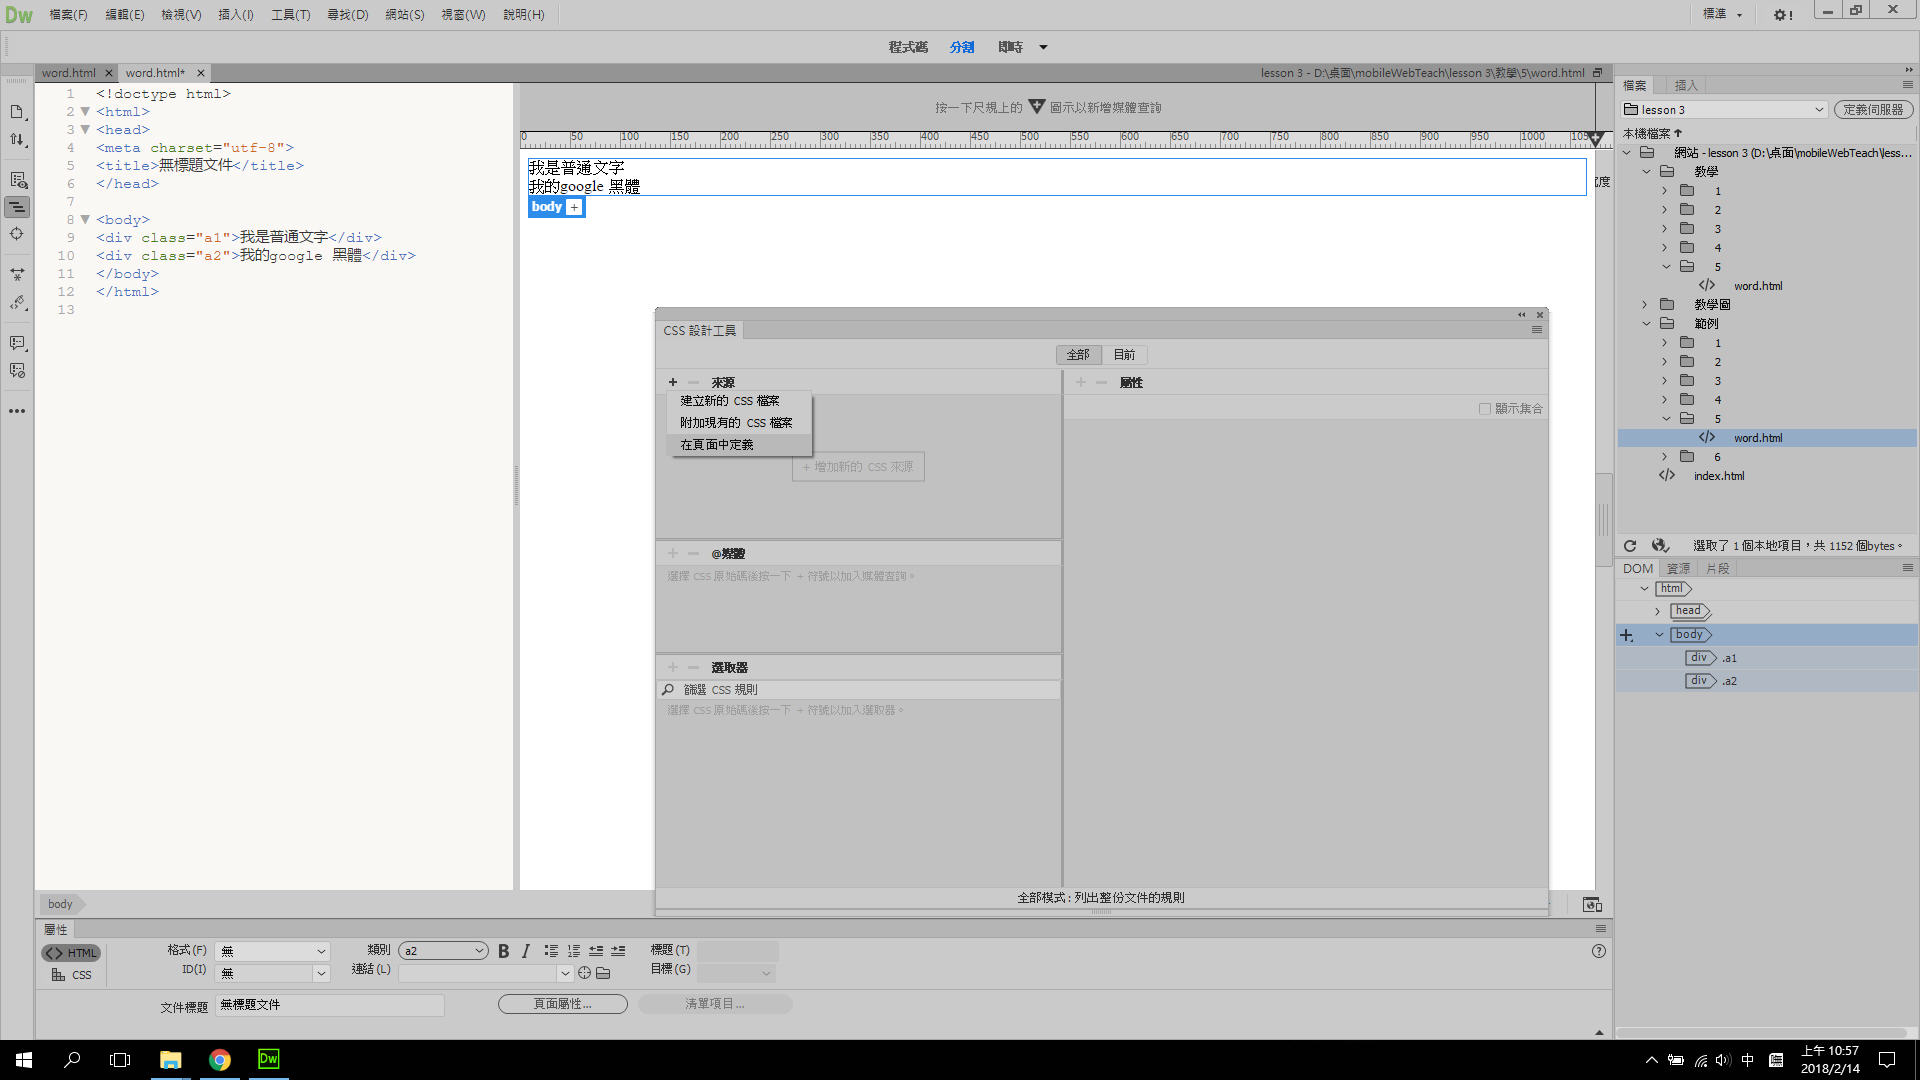 Dw 檔案(F) 編輯(E) 檢視(V) 插入(I) 工具(T) 尋找(D) 網站(S) 視窗(W) 說明(H) 標準
程式碼 分割 即時
word.html word.html* lesson 3 - D:\桌面\mobileWebTeach\lesson 3\教學\5\word.html
1 <!doctype html>
2 <html>
3 <head>
4 <meta charset="utf-8">
5 <title>無標題文件</title>
6 </head>
7
8 <body>
9 <div class="a1">我是普通文字</div>
10 <div class="a2">我的google 黑體</div>
11 </body>
12 </html>
13
按一下尺規上的 圖示以新增媒體查詢
0 50 100 150 200 250 300 350 400 450 500 550 600 650 700 750 800 850 900 950 1000 105
我是普通文字
我的google 黑體
body +
度
CSS 設計工具
全部 目前
+ − 來源
建立新的 CSS 檔案
附加現有的 CSS 檔案
在頁面中定義
+ 增加新的 CSS 來源
+ − @媒體
選擇 CSS 原始碼後按一下 + 符號以加入媒體查詢。
+ − 選取器
篩選 CSS 規則
選擇 CSS 原始碼後按一下 + 符號以加入選取器。
+ − 屬性
顯示集合
全部模式 : 列出整份文件的規則
檔案 插入
lesson 3 定義伺服器
本機檔案
網站 - lesson 3 (D:\桌面\mobileWebTeach\less...
教學
1
2
3
4
5
word.html
教學圖
範例
1
2
3
4
5
word.html
6
index.html
選取了 1 個本地項目，共 1152 個bytes。
DOM 資源 片段
html
head
body
div .a1
div .a2
body
屬性
HTML 格式(F) 無 類別 a2 B I 標題(T)
CSS ID(I) 無 連結(L) 目標(G)
文件標題 無標題文件 頁面屬性... 清單項目...
Dw 中 上午 10:57
2018/2/14